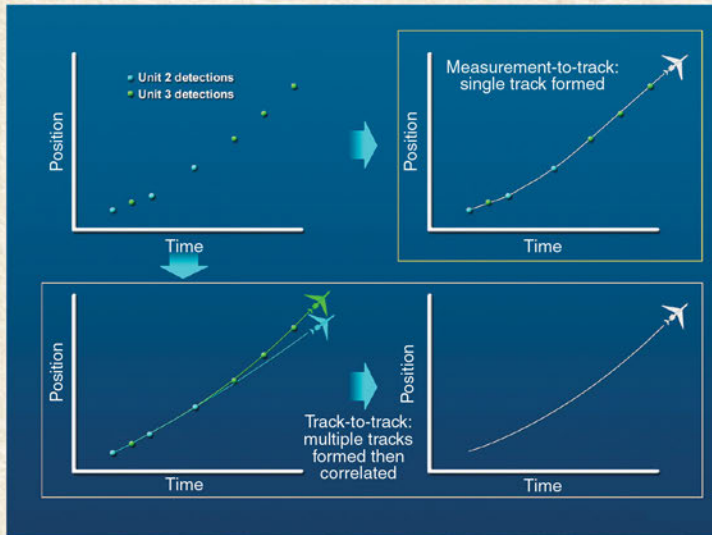 Unit 2 detections
Unit 3 detections
Position
Time
Measurement-to-track:
single track formed
Position
Time
Position
Time
Track-to-track:
multiple tracks
formed then
correlated
Position
Time